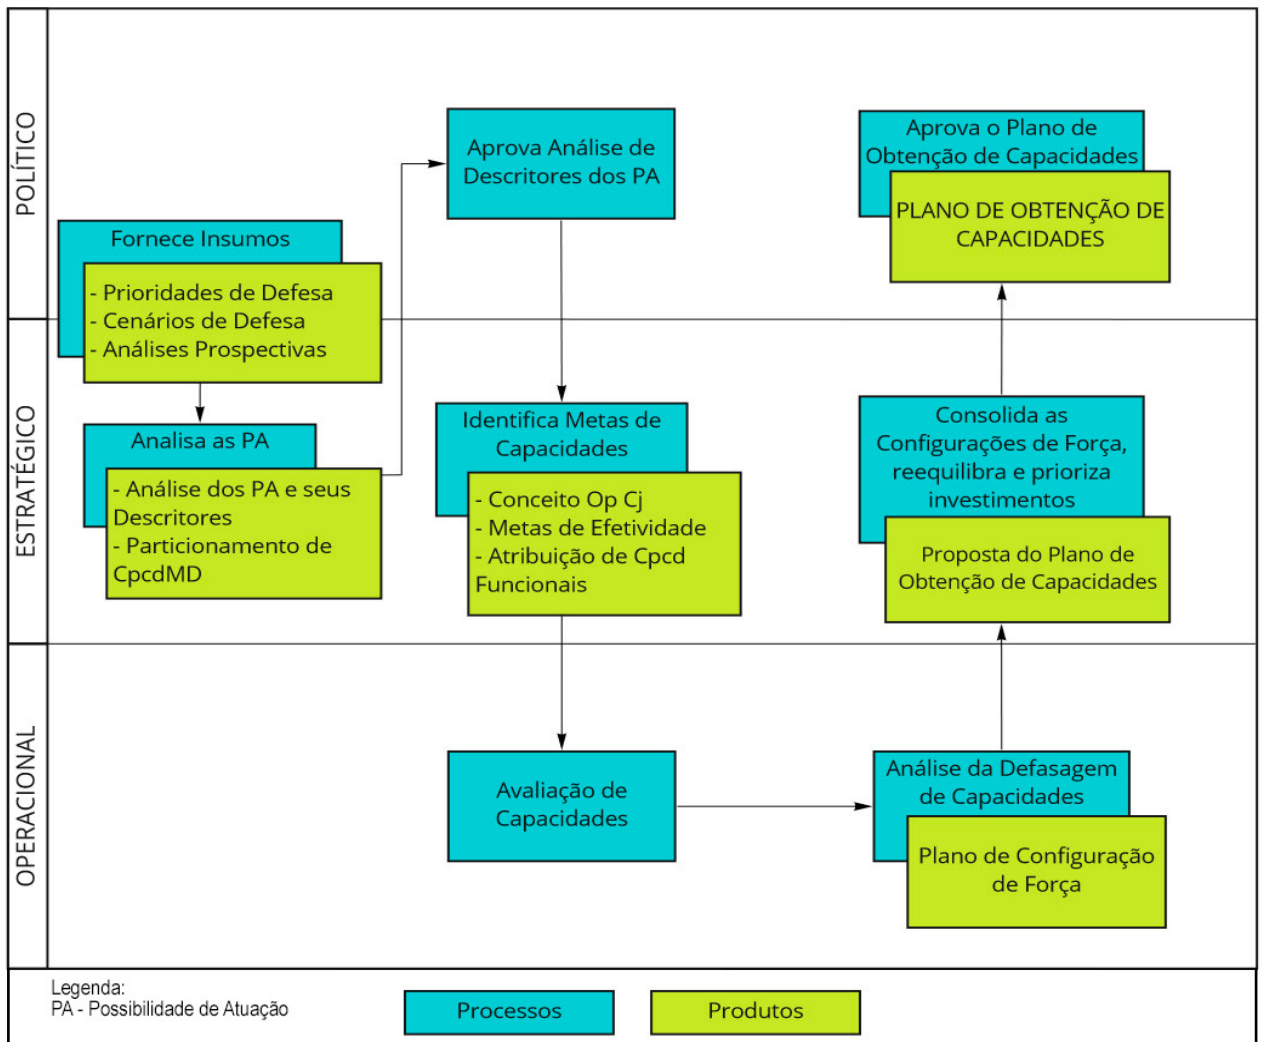 POLÍTICO
Fornece Insumos
- Prioridades de Defesa
- Cenários de Defesa
- Análises Prospectivas
Aprova Análise de
Descritores dos PA
Aprova o Plano de
Obtenção de Capacidades
PLANO DE OBTENÇÃO DE
CAPACIDADES
ESTRATÉGICO
Analisa as PA
- Análise dos PA e seus
Descritores
- Particionamento de
CpcdMD
Identifica Metas de
Capacidades
- Conceito Op Cj
- Metas de Efetividade
- Atribuição de Cpcd
Funcionais
Consolida as
Configurações de Força,
reequilibra e prioriza
investimentos
Proposta do Plano de
Obtenção de Capacidades
OPERACIONAL
Avaliação de
Capacidades
Análise da Defasagem
de Capacidades
Plano de Configuração
de Força
Legenda:
PA - Possibilidade de Atuação
Processos
Produtos